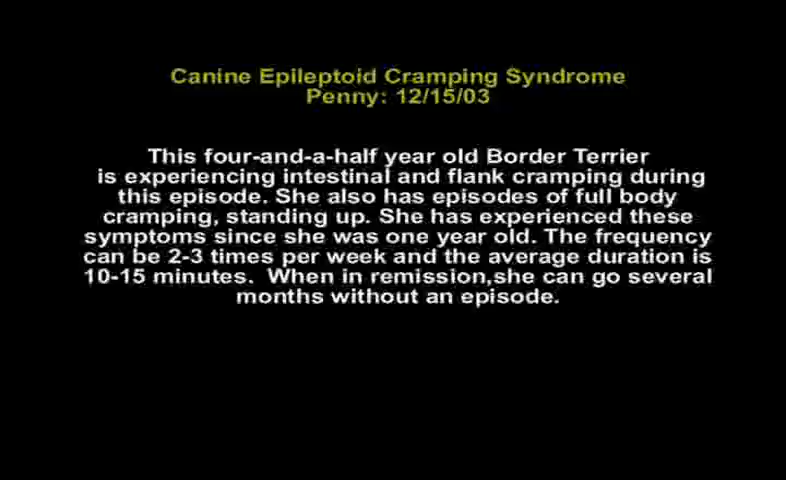 Canine Epileptoid Cramping Syndrome
Penny: 12/15/03
This four-and-a-half year old Border Terrier
is experiencing intestinal and flank cramping during
this episode. She also has episodes of full body
cramping, standing up. She has experienced these
symptoms since she was one year old. The frequency
can be 2-3 times per week and the average duration is
10-15 minutes.  When in remission,she can go several
months without an episode.